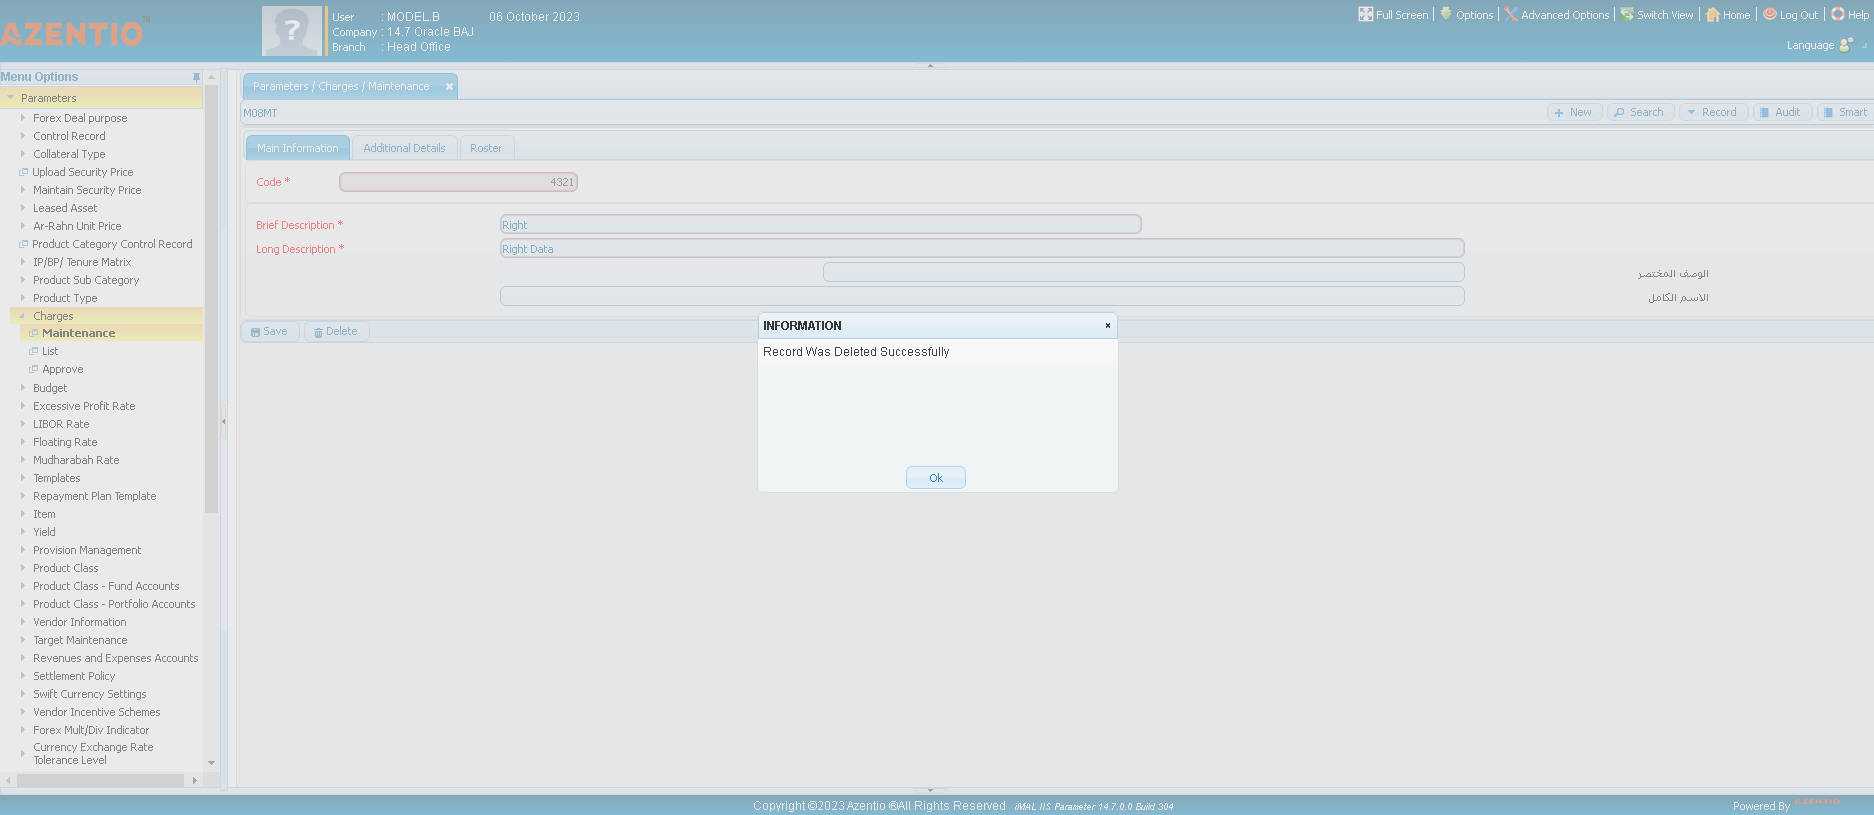 AZENTIO™
User : MODEL.B 06 October 2023
Company : 14.7 Oracle BAJ
Branch : Head Office
Full Screen Options Advanced Options Switch View Home Log Out Help
Language
Menu Options
Parameters
Forex Deal purpose
Control Record
Collateral Type
Upload Security Price
Maintain Security Price
Leased Asset
Ar-Rahn Unit Price
Product Category Control Record
IP/BP/ Tenure Matrix
Product Sub Category
Product Type
Charges
Maintenance
List
Approve
Budget
Excessive Profit Rate
LIBOR Rate
Floating Rate
Mudharabah Rate
Templates
Repayment Plan Template
Item
Yield
Provision Management
Product Class
Product Class - Fund Accounts
Product Class - Portfolio Accounts
Vendor Information
Target Maintenance
Revenues and Expenses Accounts
Settlement Policy
Swift Currency Settings
Vendor Incentive Schemes
Forex Mult/Div Indicator
Currency Exchange Rate
Tolerance Level
Parameters / Charges / Maintenance
M08MT
New Search Record Audit Smart
Main Information Additional Details Roster
Code * 4321
Brief Description * Right
Long Description * Right Data
الوصف المختصر
الاسم الكامل
Save Delete
INFORMATION
Record Was Deleted Successfully
Ok
Copyright ©2023 Azentio ®All Rights Reserved iMAL IIS Parameter 14.7.0.0 Build 304
Powered By AZENTIO